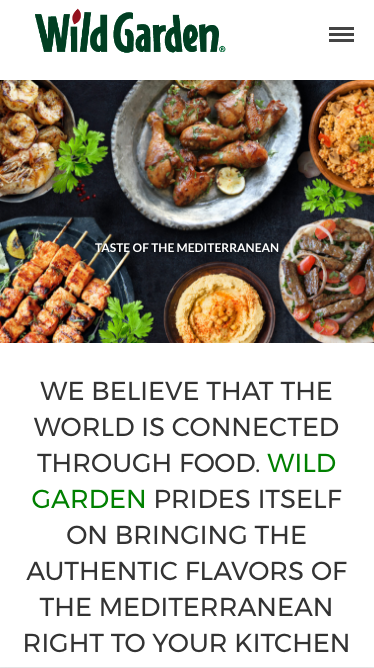 Wild Garden®
TASTE OF THE MEDITERRANEAN
WE BELIEVE THAT THE
WORLD IS CONNECTED
THROUGH FOOD. WILD
GARDEN PRIDES ITSELF
ON BRINGING THE
AUTHENTIC FLAVORS OF
THE MEDITERRANEAN
RIGHT TO YOUR KITCHEN